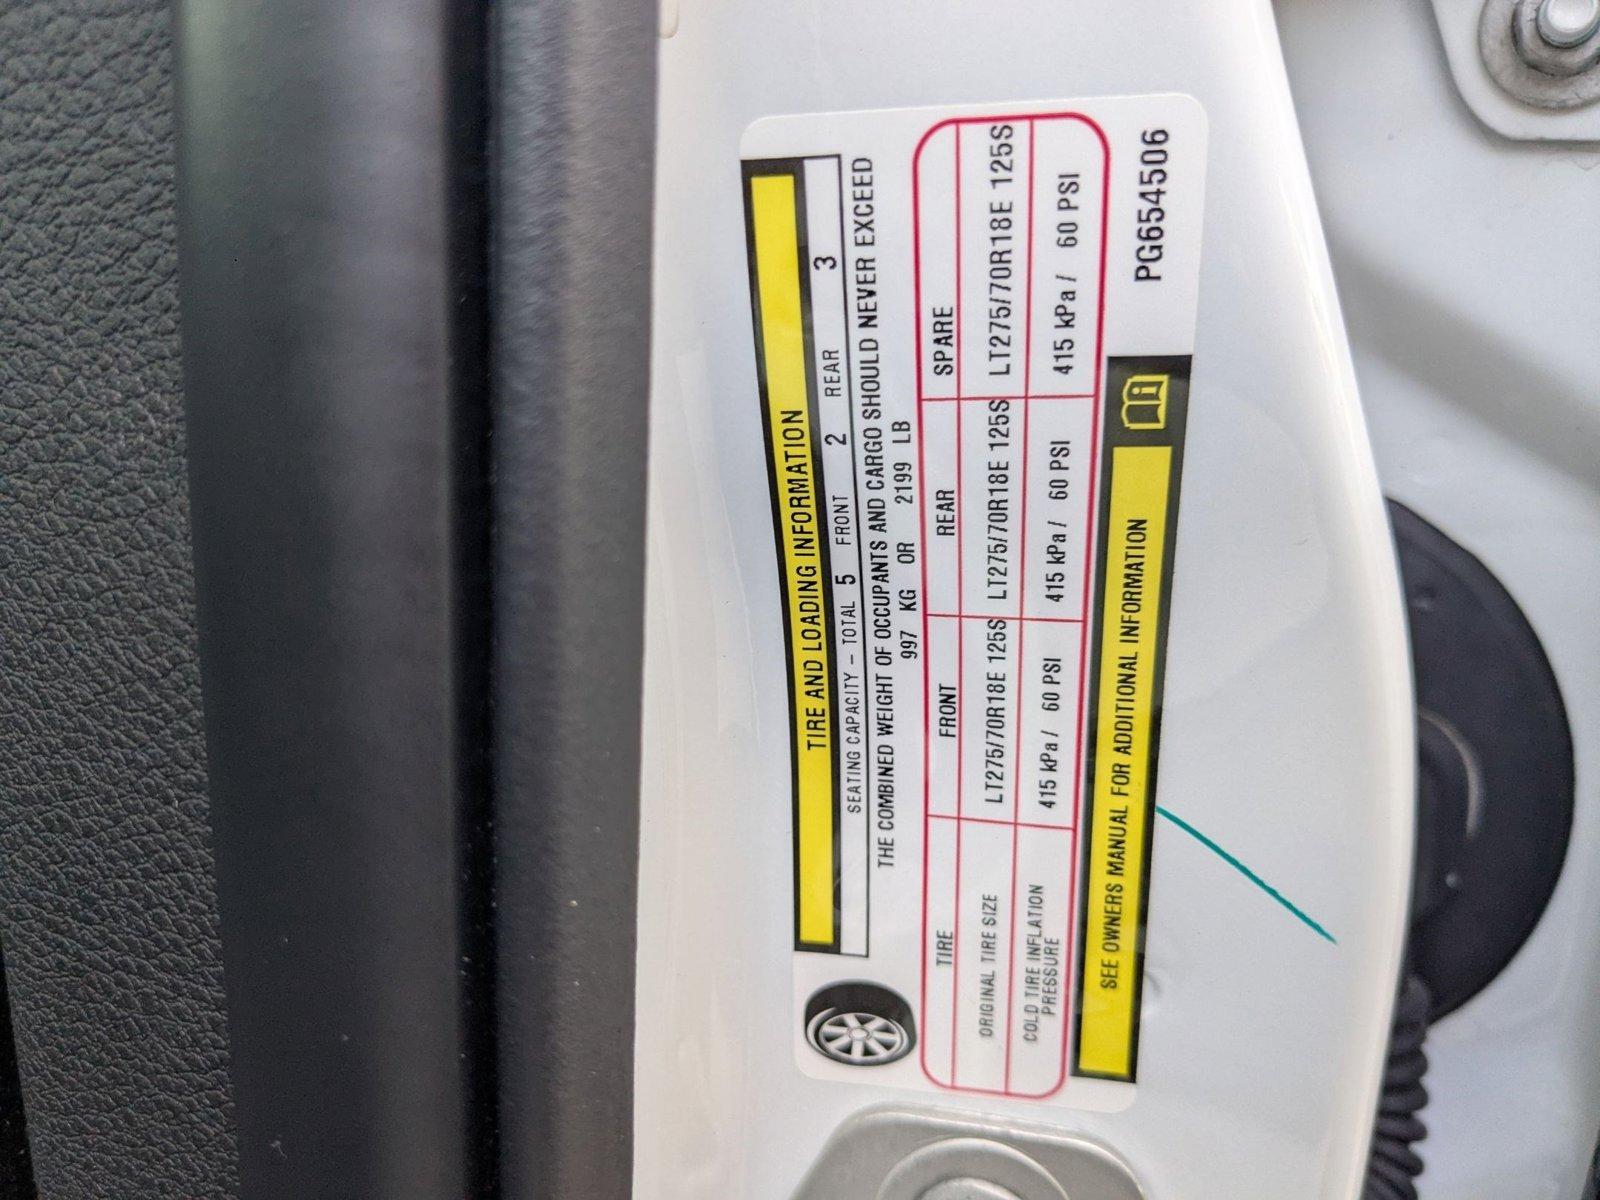 TIRE AND LOADING INFORMATION
SEATING CAPACITY - TOTAL 5 FRONT 2 REAR 3
THE COMBINED WEIGHT OF OCCUPANTS AND CARGO SHOULD NEVER EXCEED
997 KG OR 2199 LB
TIRE FRONT REAR SPARE
ORIGINAL TIRE SIZE LT275/70R18E 125S LT275/70R18E 125S LT275/70R18E 125S
COLD TIRE INFLATION
PRESSURE 415 kPa / 60 PSI 415 kPa / 60 PSI 415 kPa / 60 PSI
SEE OWNERS MANUAL FOR ADDITIONAL INFORMATION
PG654506